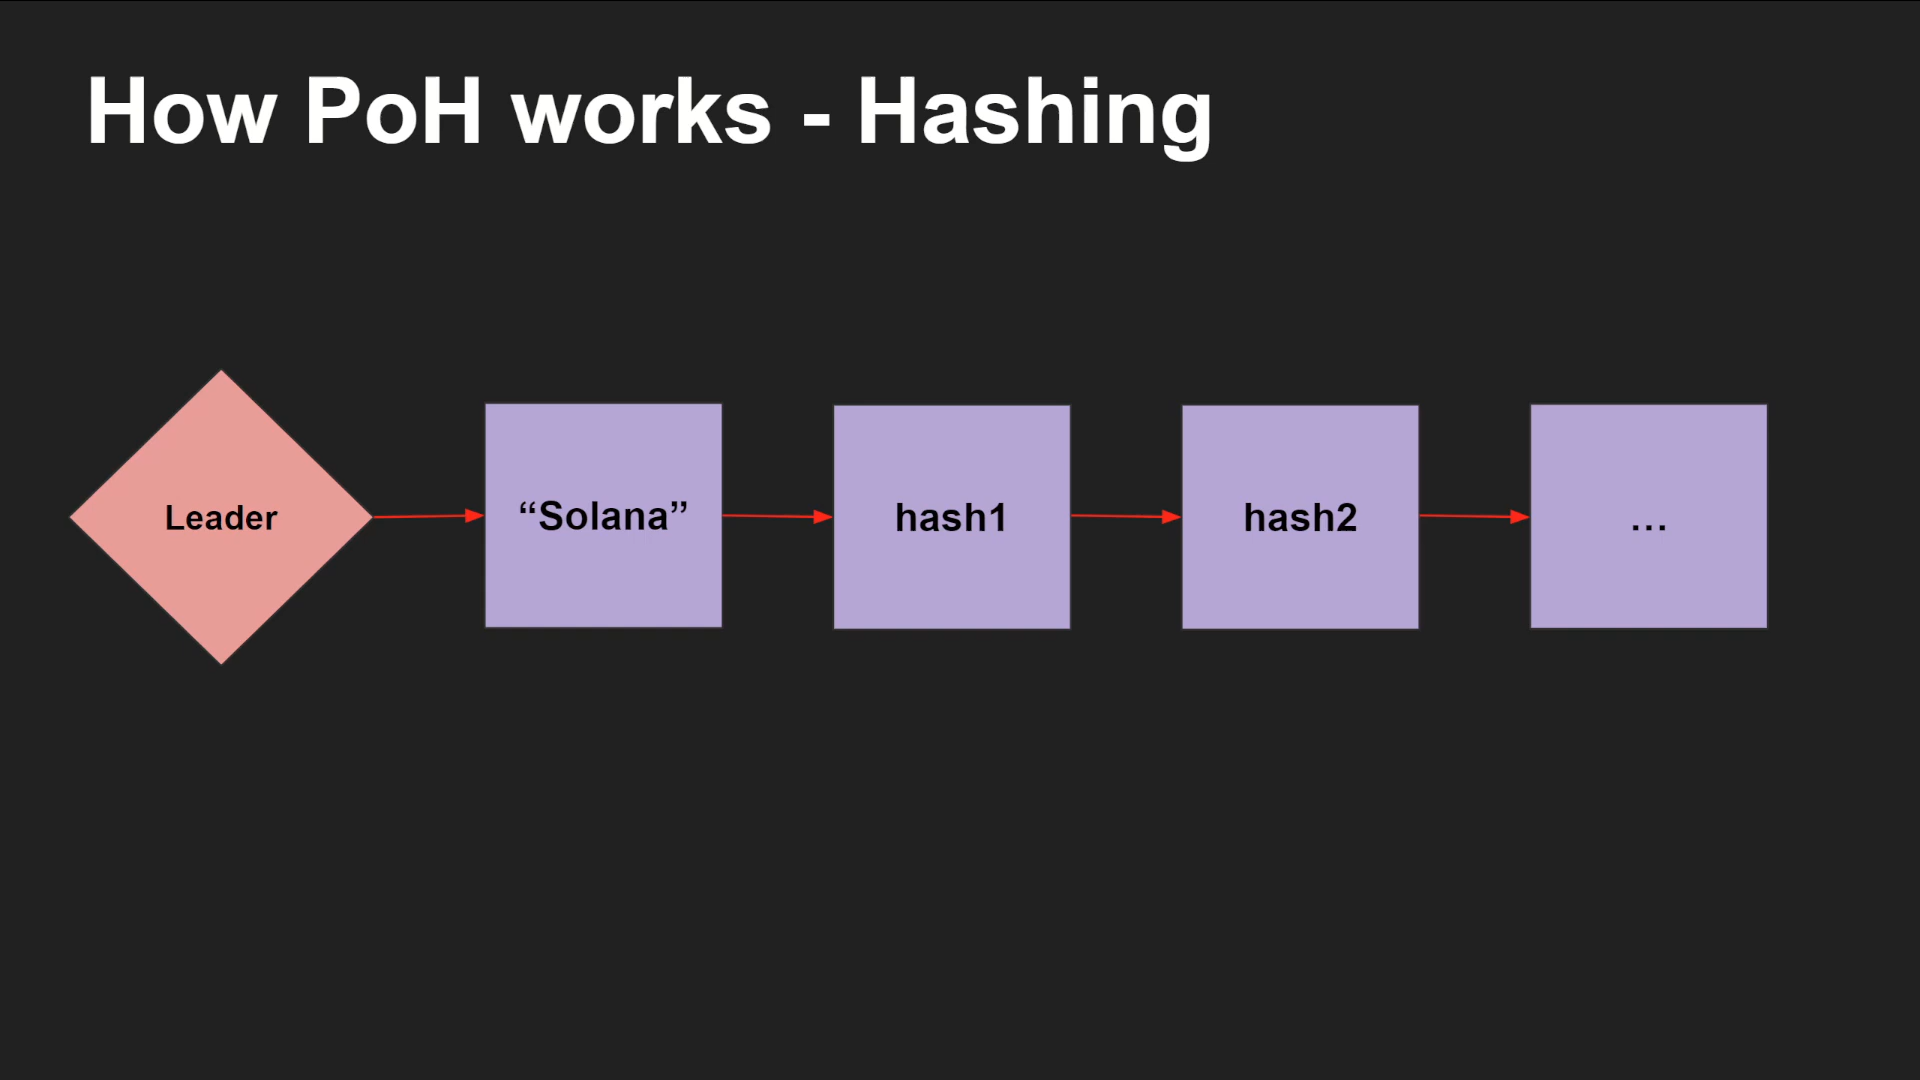 How PoH works - Hashing
Leader
“Solana”
hash1
hash2
...